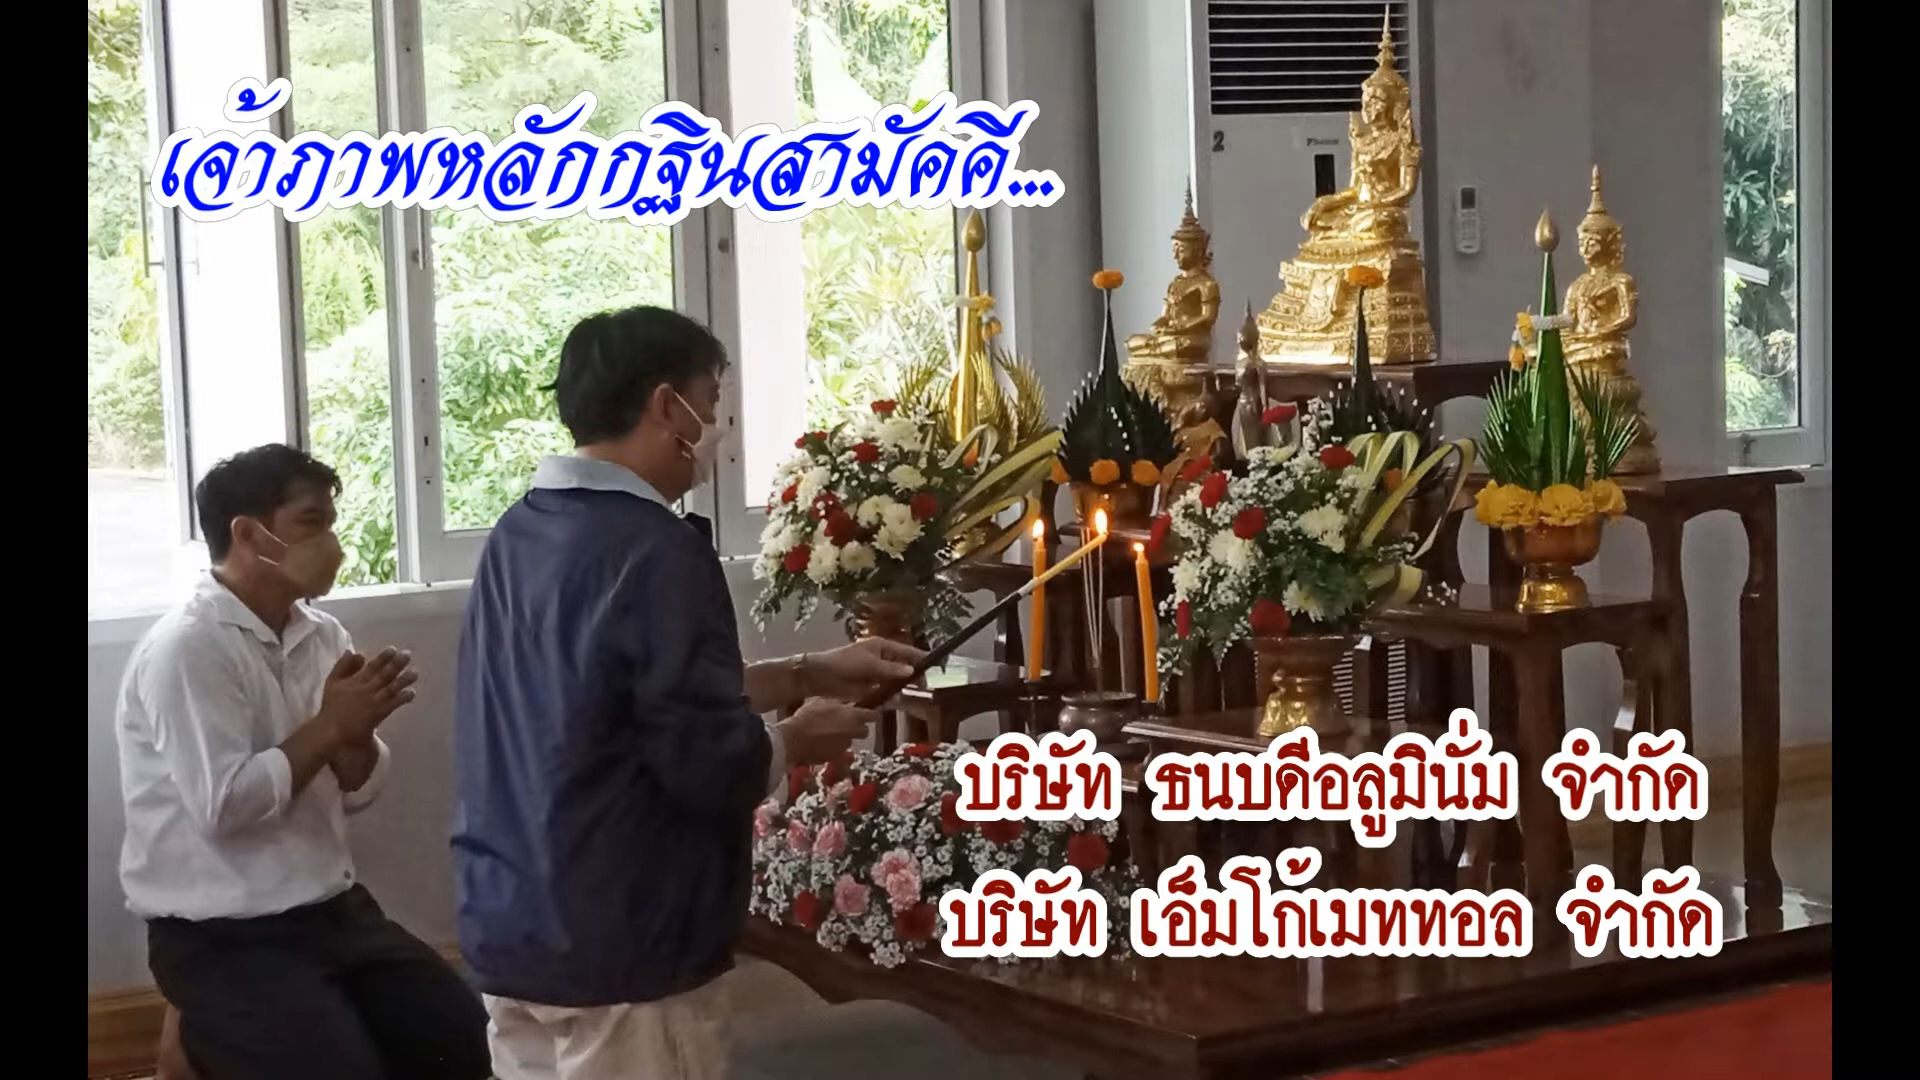 เจ้าภาพหลักกฐินสามัคคี...
2
บริษัท ธนบดีอลูมินั่ม จำกัด
บริษัท เอ็มโก้เมททอล จำกัด